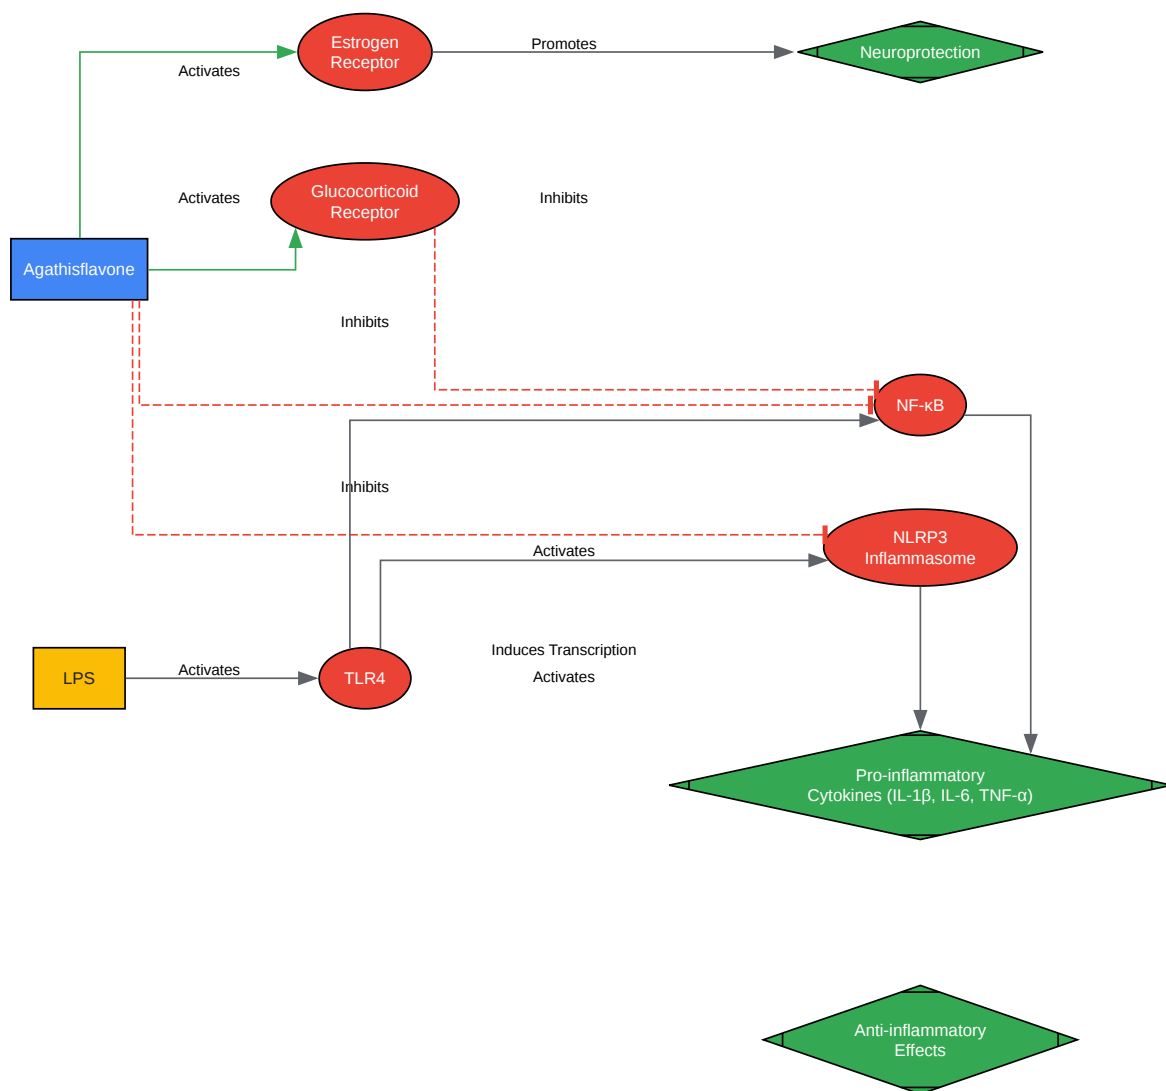 Estrogen
Receptor
Promotes
Neuroprotection
Activates
Glucocorticoid
Receptor
Activates
Inhibits
Agathisflavone
Inhibits
NF-κB
Inhibits
NLRP3
Inflammasome
Activates
Induces Transcription
LPS
Activates
TLR4
Activates
Pro-inflammatory
Cytokines (IL-1β, IL-6, TNF-α)
Anti-inflammatory
Effects